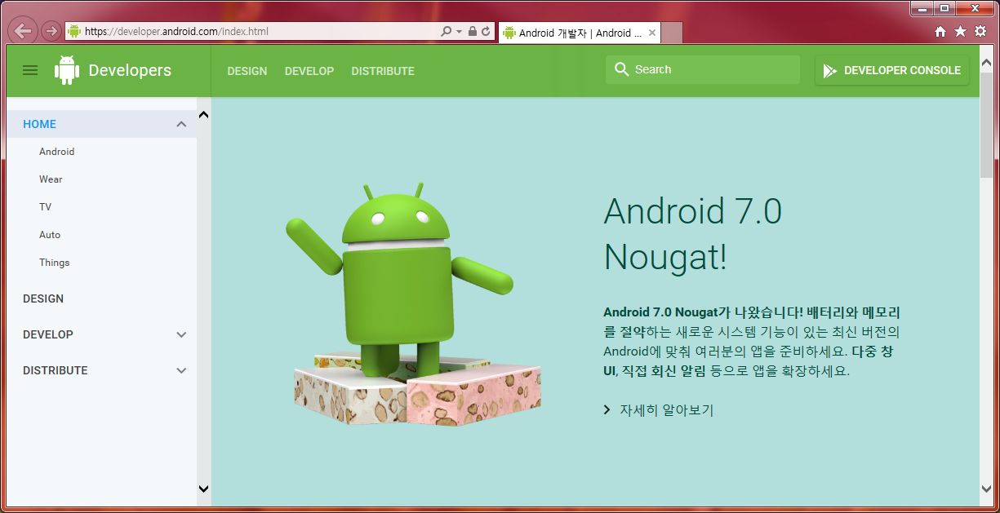 https://developer.android.com/index.html
Android 개발자 | Android ...
Developers
DESIGN DEVELOP DISTRIBUTE
Search
DEVELOPER CONSOLE
HOME
Android
Wear
TV
Auto
Things
DESIGN
DEVELOP
DISTRIBUTE
Android 7.0
Nougat!
Android 7.0 Nougat가 나왔습니다! 배터리와 메모리
를 절약하는 새로운 시스템 기능이 있는 최신 버전의
Android에 맞춰 여러분의 앱을 준비하세요. 다중 창
UI, 직접 회신 알림 등으로 앱을 확장하세요.
자세히 알아보기